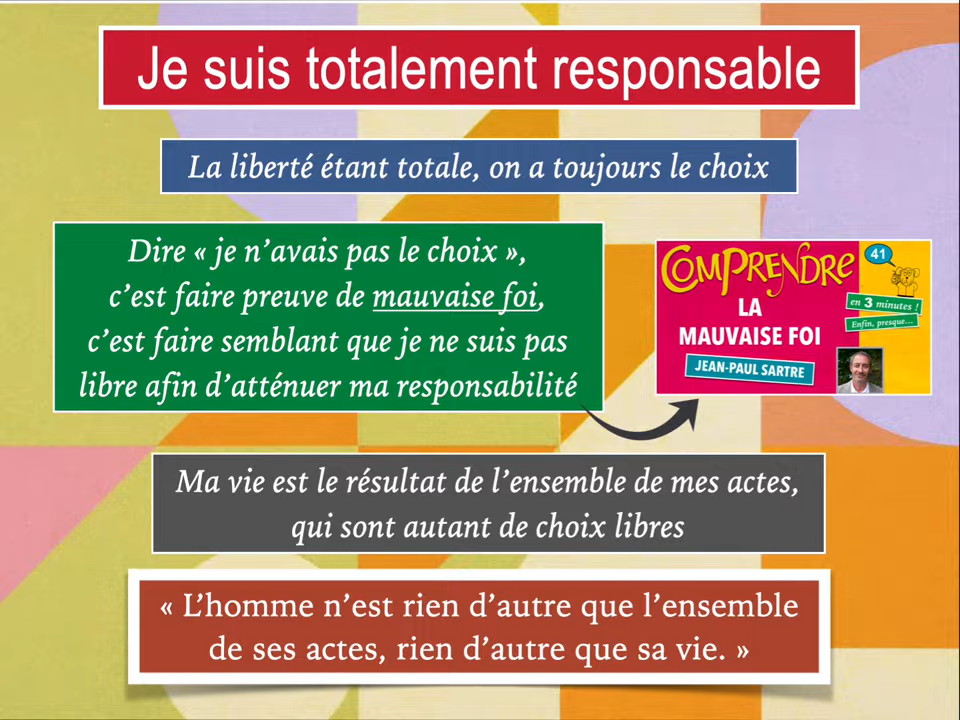 Je suis totalement responsable
La liberté étant totale, on a toujours le choix
Dire « je n’avais pas le choix »,
c’est faire preuve de mauvaise foi,
c’est faire semblant que je ne suis pas
libre afin d’atténuer ma responsabilité
COMPRENDRE
41
LA
MAUVAISE FOI
en 3 minutes !
Enfin, presque...
JEAN-PAUL SARTRE
Ma vie est le résultat de l’ensemble de mes actes,
qui sont autant de choix libres
« L’homme n’est rien d’autre que l’ensemble
de ses actes, rien d’autre que sa vie. »